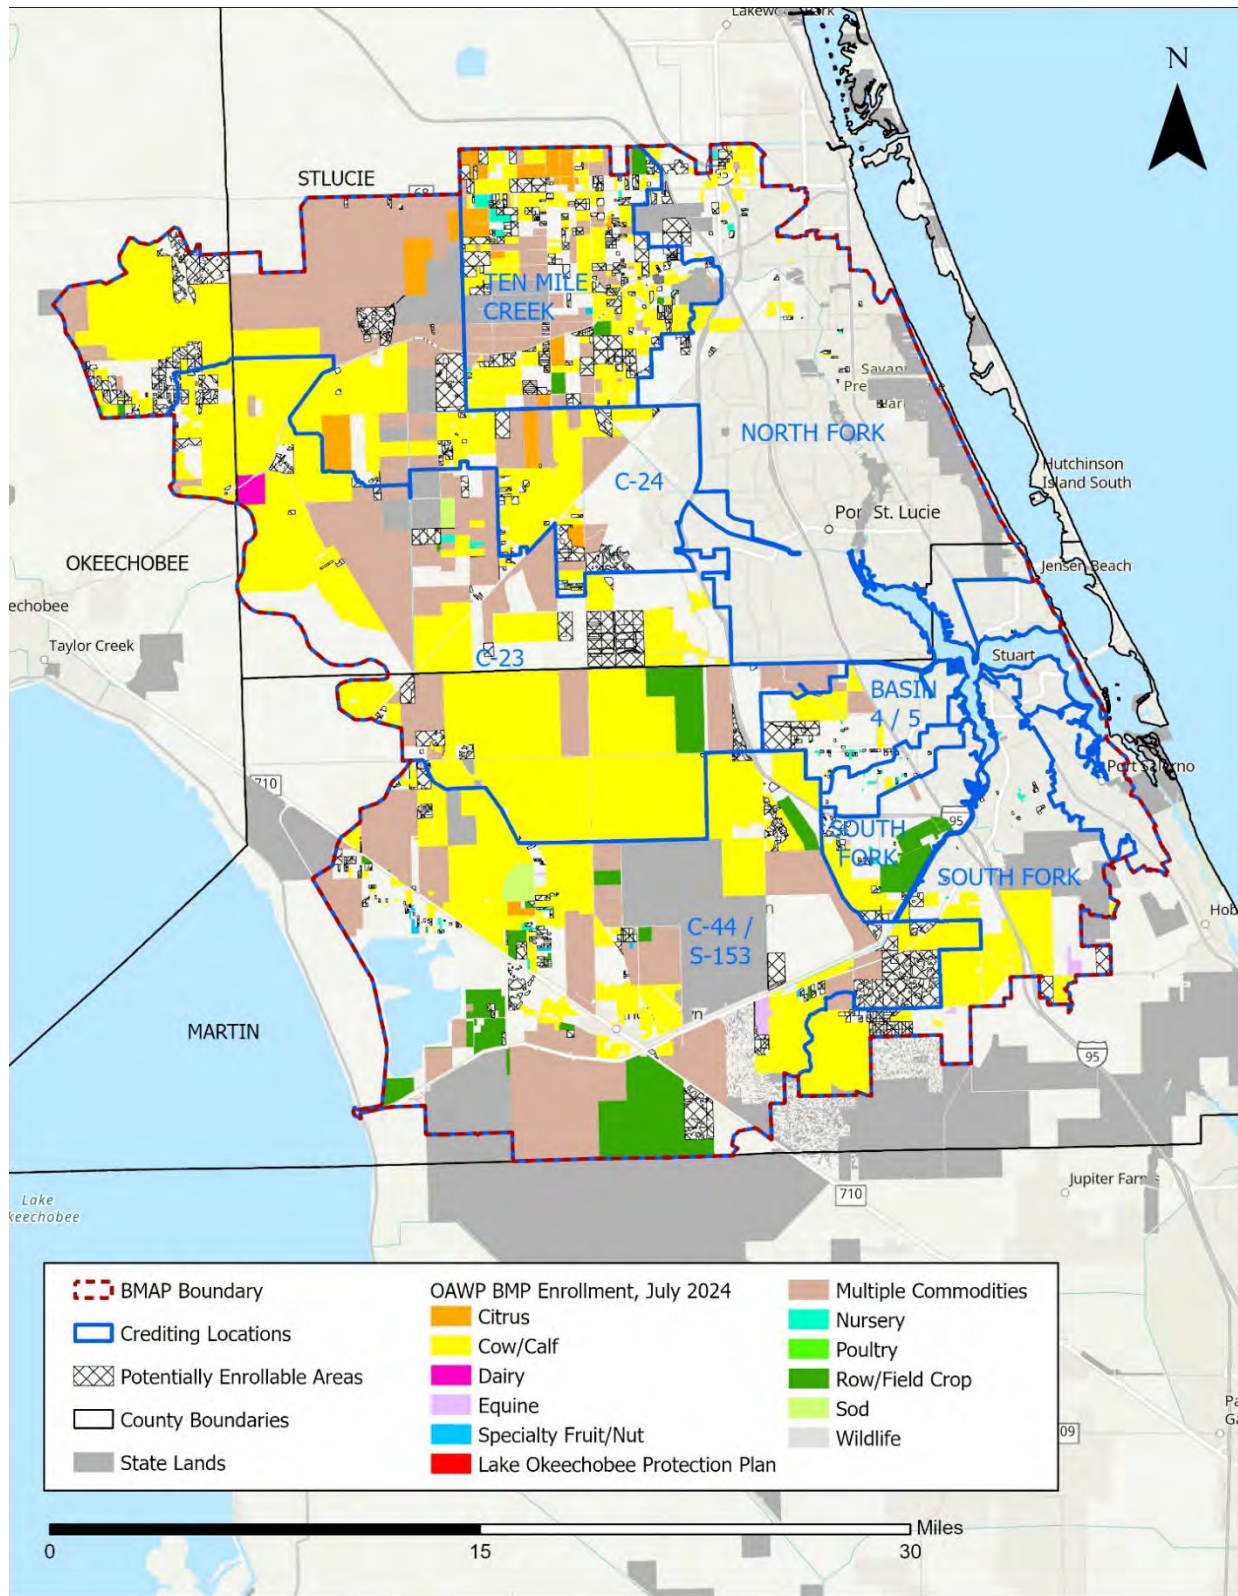 N
STLUCIE
68
TEN MILE
CREEK
NORTH FORK
C-24
Hutchinson
Island South
Port St. Lucie
OKEECHOBEE
Jensen Beach
Taylor Creek
Stuart
C-23
BASIN
4 / 5
710
95
SOUTH
FORK
SOUTH FORK
C-44 /
S-153
MARTIN
95
Lake
710
BMAP Boundary
Crediting Locations
Potentially Enrollable Areas
County Boundaries
State Lands
OAWP BMP Enrollment, July 2024
Citrus
Cow/Calf
Dairy
Equine
Specialty Fruit/Nut
Lake Okeechobee Protection Plan
Multiple Commodities
Nursery
Poultry
Row/Field Crop
Sod
Wildlife
09
Miles
0
15
30